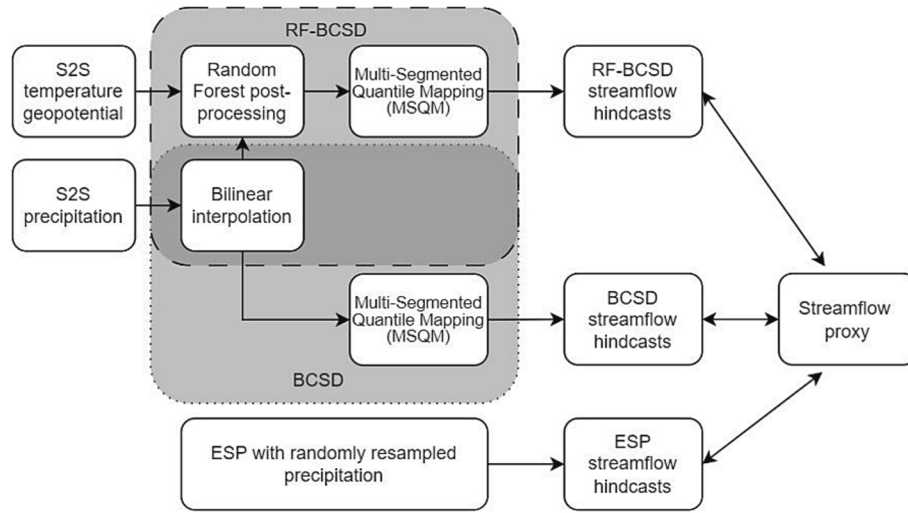 RF-BCSD
S2S
temperature
geopotential
Random
Forest post-
processing
Multi-Segmented
Quantile Mapping
(MSQM)
RF-BCSD
streamflow
hindcasts
S2S
precipitation
Bilinear
interpolation
Multi-Segmented
Quantile Mapping
(MSQM)
BCSD
streamflow
hindcasts
Streamflow
proxy
BCSD
ESP with randomly resampled
precipitation
ESP
streamflow
hindcasts